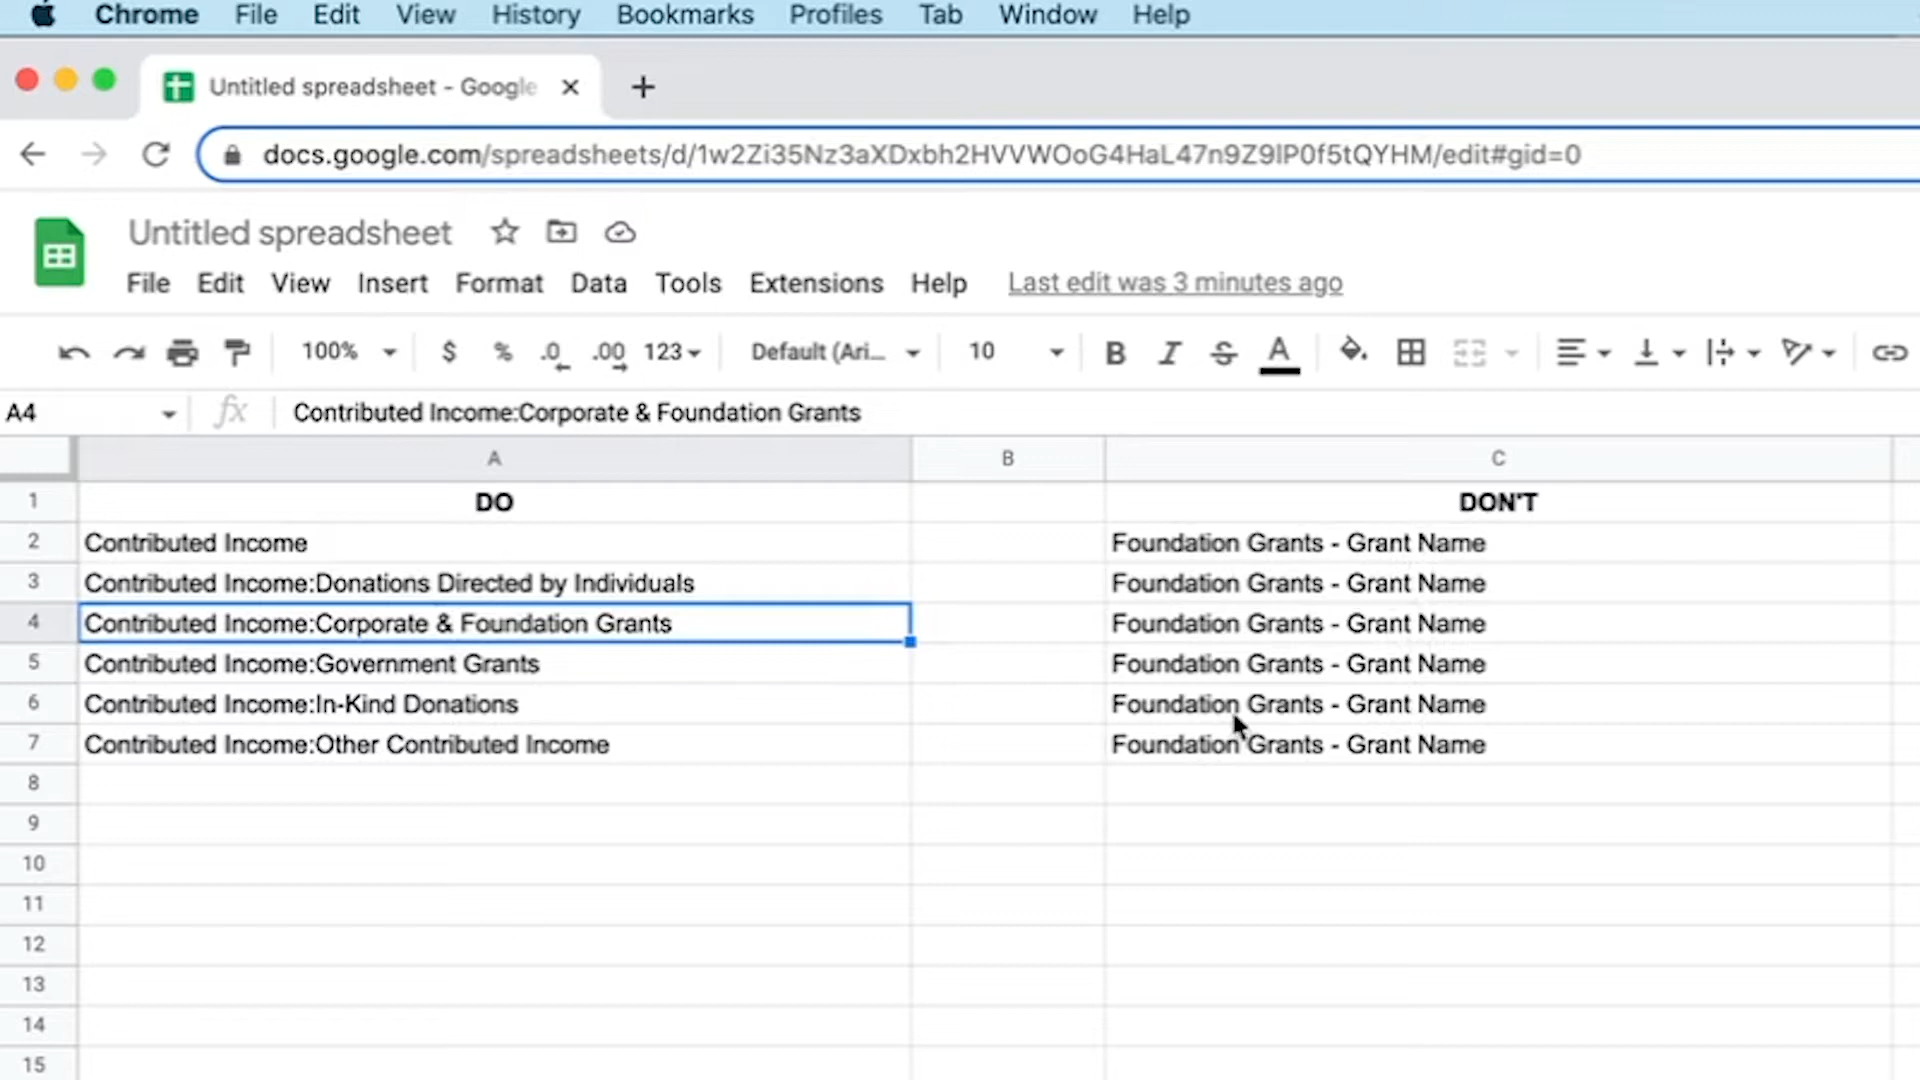 Chrome File Edit View History Bookmarks Profiles Tab Window Help
Untitled spreadsheet - Google
docs.google.com/spreadsheets/d/1w2Zi35Nz3aXDxbh2HVVWOoG4HaL47n9Z9lP0f5tQYHM/edit#gid=0
Untitled spreadsheet
File Edit View Insert Format Data Tools Extensions Help Last edit was 3 minutes ago
100% $ % .0 .00 123 Default (Ari... 10 B I S A
A4 fx Contributed Income:Corporate & Foundation Grants
A B C
1 DO DON'T
2 Contributed Income Foundation Grants - Grant Name
3 Contributed Income:Donations Directed by Individuals Foundation Grants - Grant Name
4 Contributed Income:Corporate & Foundation Grants Foundation Grants - Grant Name
5 Contributed Income:Government Grants Foundation Grants - Grant Name
6 Contributed Income:In-Kind Donations Foundation Grants - Grant Name
7 Contributed Income:Other Contributed Income Foundation Grants - Grant Name
8
9
10
11
12
13
14
15